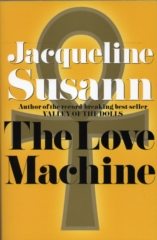 Jacqueline
Susann
Author of the record-breaking best-seller
VALLEY OF THE DOLLS
The Love
Machine